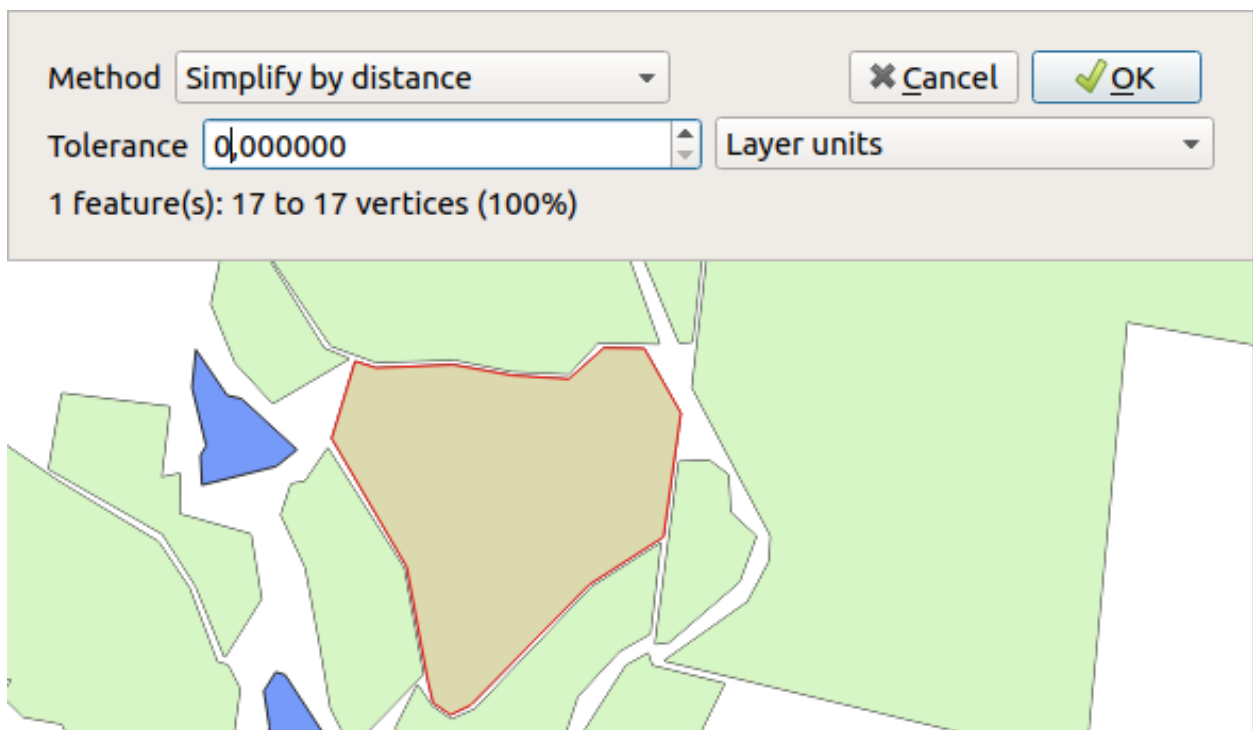 Method Simplify by distance Cancel OK
Tolerance 0,000000 Layer units
1 feature(s): 17 to 17 vertices (100%)